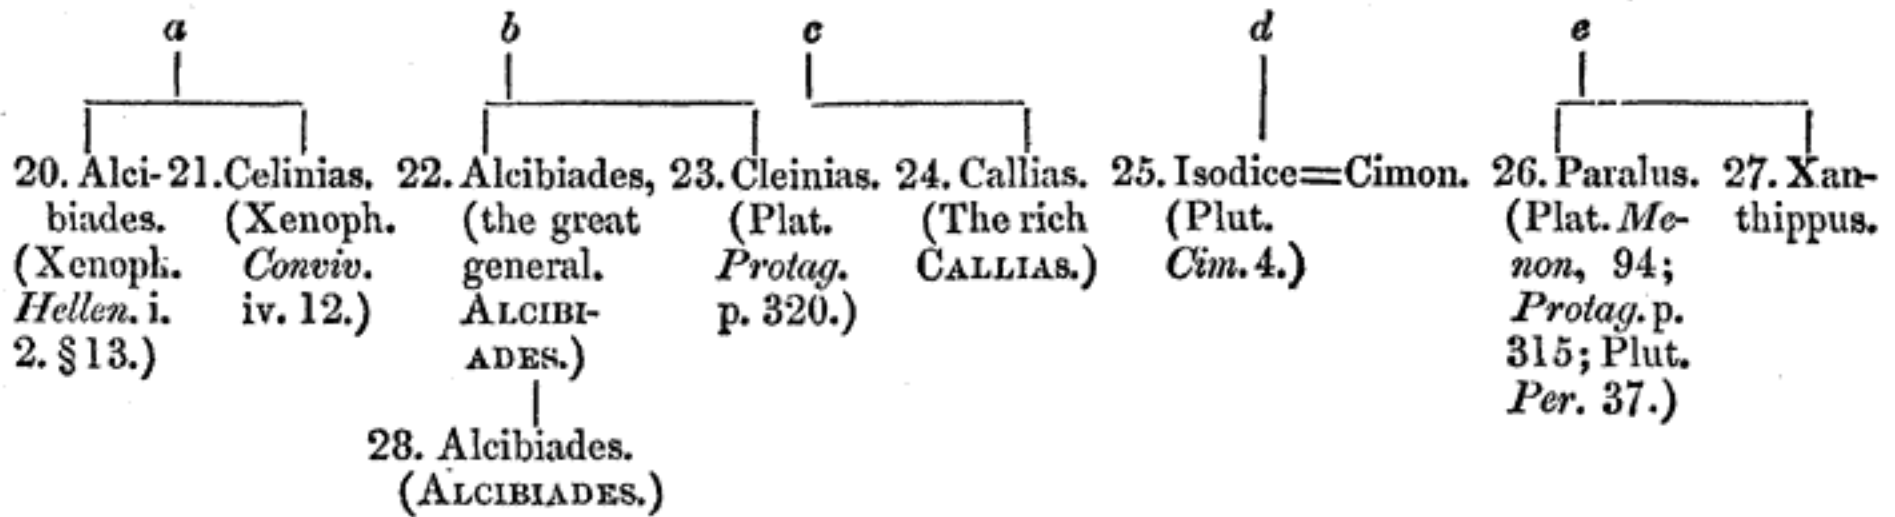 a b c d e
20. Alci- 21. Celinias. 22. Alcibiades, 23. Cleinias. 24. Callias. 25. Isodice=Cimon. 26. Paralus. 27. Xan-
biades. (Xenoph. (the great (Plat. (The rich (Plut. (Plat. Me- thippus.
(Xenoph. Conviv. general. Protag. CALLIAS.) Cim. 4.) non, 94;
Hellen. i. iv. 12.) ALCIBI- p. 320.) Protag. p.
2. § 13.) ADES.) 315; Plut.
Per. 37.)
28. Alcibiades.
(ALCIBIADES.)